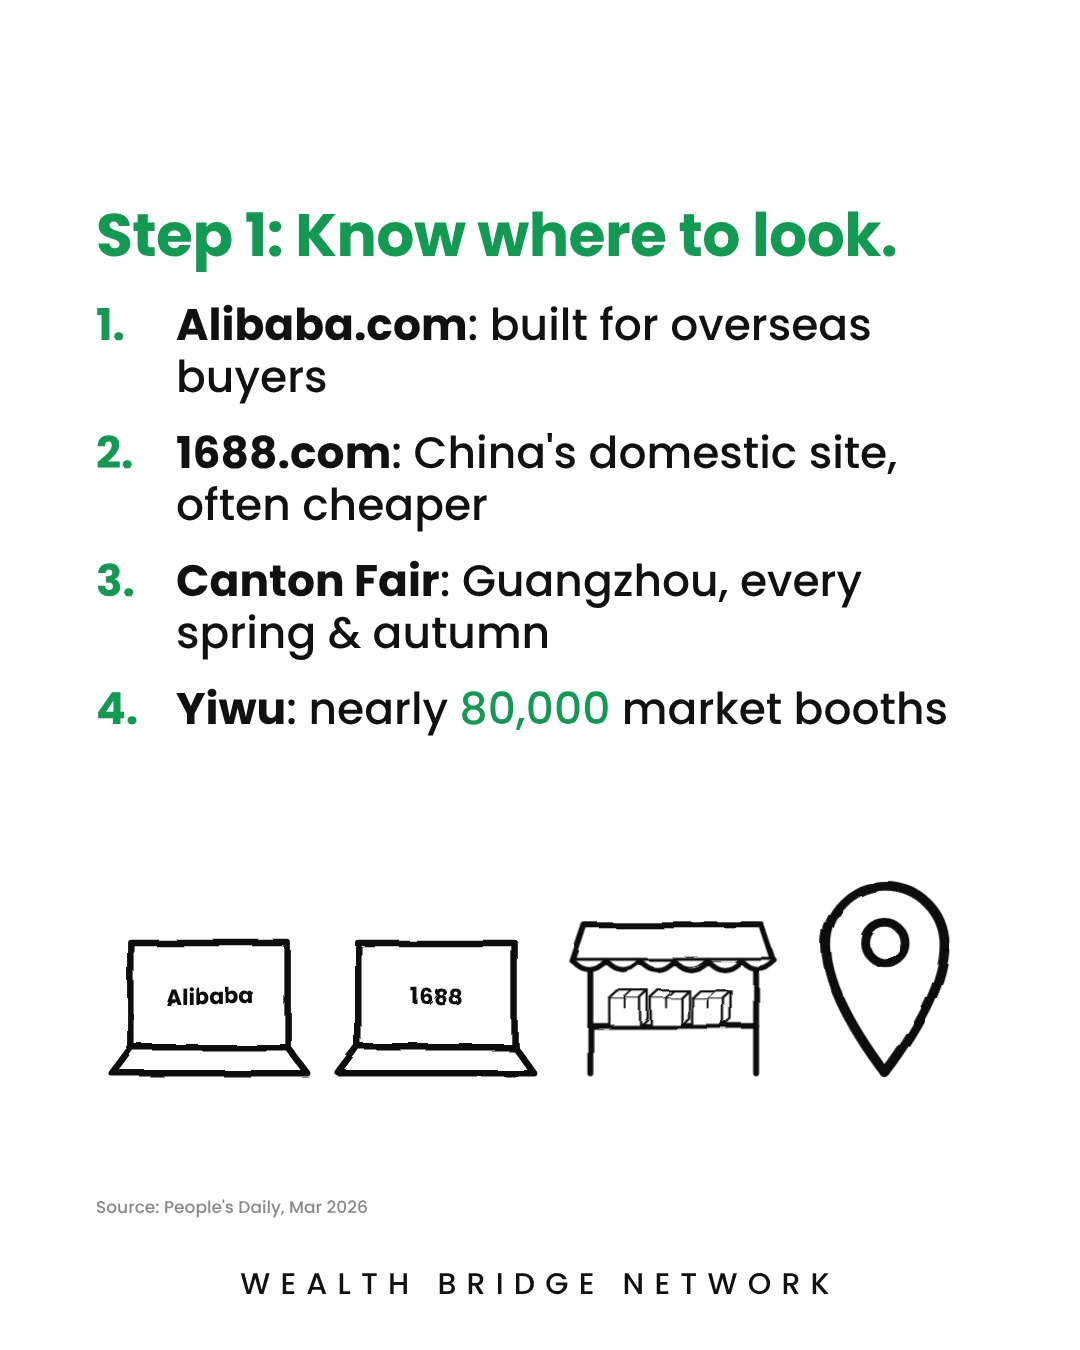 Step 1: Know where to look.
1. Alibaba.com: built for overseas
buyers
2. 1688.com: China's domestic site,
often cheaper
3. Canton Fair: Guangzhou, every
spring & autumn
4. Yiwu: nearly 80,000 market booths
Alibaba
1688
Source: People's Daily, Mar 2026
WEALTH BRIDGE NETWORK